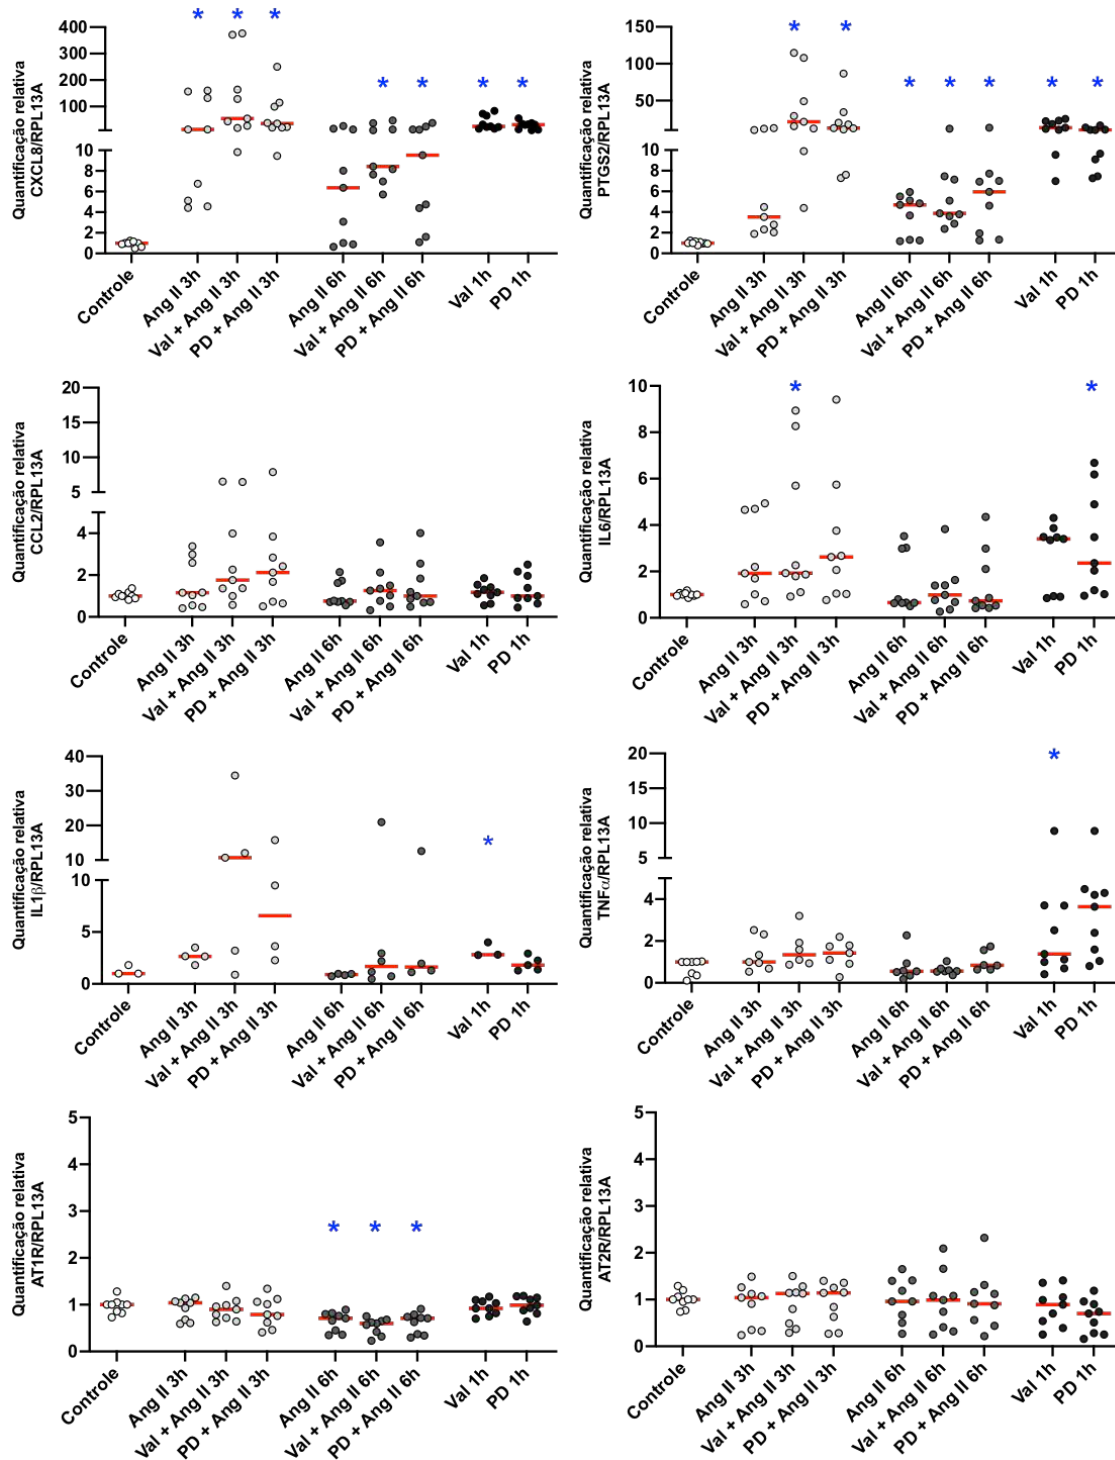 Quantificação relativa
CXCL8/RPL13A
400
300
200
100
10
8
6
4
2
0
* * * * * * *
Controle
Ang II 3h
Val + Ang II 3h
PD + Ang II 3h
Ang II 6h
Val + Ang II 6h
PD + Ang II 6h
Val 1h
PD 1h
Quantificação relativa
PTGS2/RPL13A
150
100
50
10
8
6
4
2
0
* * * * * * *
Controle
Ang II 3h
Val + Ang II 3h
PD + Ang II 3h
Ang II 6h
Val + Ang II 6h
PD + Ang II 6h
Val 1h
PD 1h
Quantificação relativa
CCL2/RPL13A
20
15
10
5
4
2
0
Controle
Ang II 3h
Val + Ang II 3h
PD + Ang II 3h
Ang II 6h
Val + Ang II 6h
PD + Ang II 6h
Val 1h
PD 1h
Quantificação relativa
IL6/RPL13A
10
8
6
4
2
0
* *
Controle
Ang II 3h
Val + Ang II 3h
PD + Ang II 3h
Ang II 6h
Val + Ang II 6h
PD + Ang II 6h
Val 1h
PD 1h
Quantificação relativa
IL1β/RPL13A
40
30
20
10
10
5
0
*
Controle
Ang II 3h
Val + Ang II 3h
PD + Ang II 3h
Ang II 6h
Val + Ang II 6h
PD + Ang II 6h
Val 1h
PD 1h
Quantificação relativa
TNFα/RPL13A
20
15
10
5
4
2
0
*
Controle
Ang II 3h
Val + Ang II 3h
PD + Ang II 3h
Ang II 6h
Val + Ang II 6h
PD + Ang II 6h
Val 1h
PD 1h
Quantificação relativa
AT1R/RPL13A
5
4
3
2
1
0
* * *
Controle
Ang II 3h
Val + Ang II 3h
PD + Ang II 3h
Ang II 6h
Val + Ang II 6h
PD + Ang II 6h
Val 1h
PD 1h
Quantificação relativa
AT2R/RPL13A
5
4
3
2
1
0
Controle
Ang II 3h
Val + Ang II 3h
PD + Ang II 3h
Ang II 6h
Val + Ang II 6h
PD + Ang II 6h
Val 1h
PD 1h